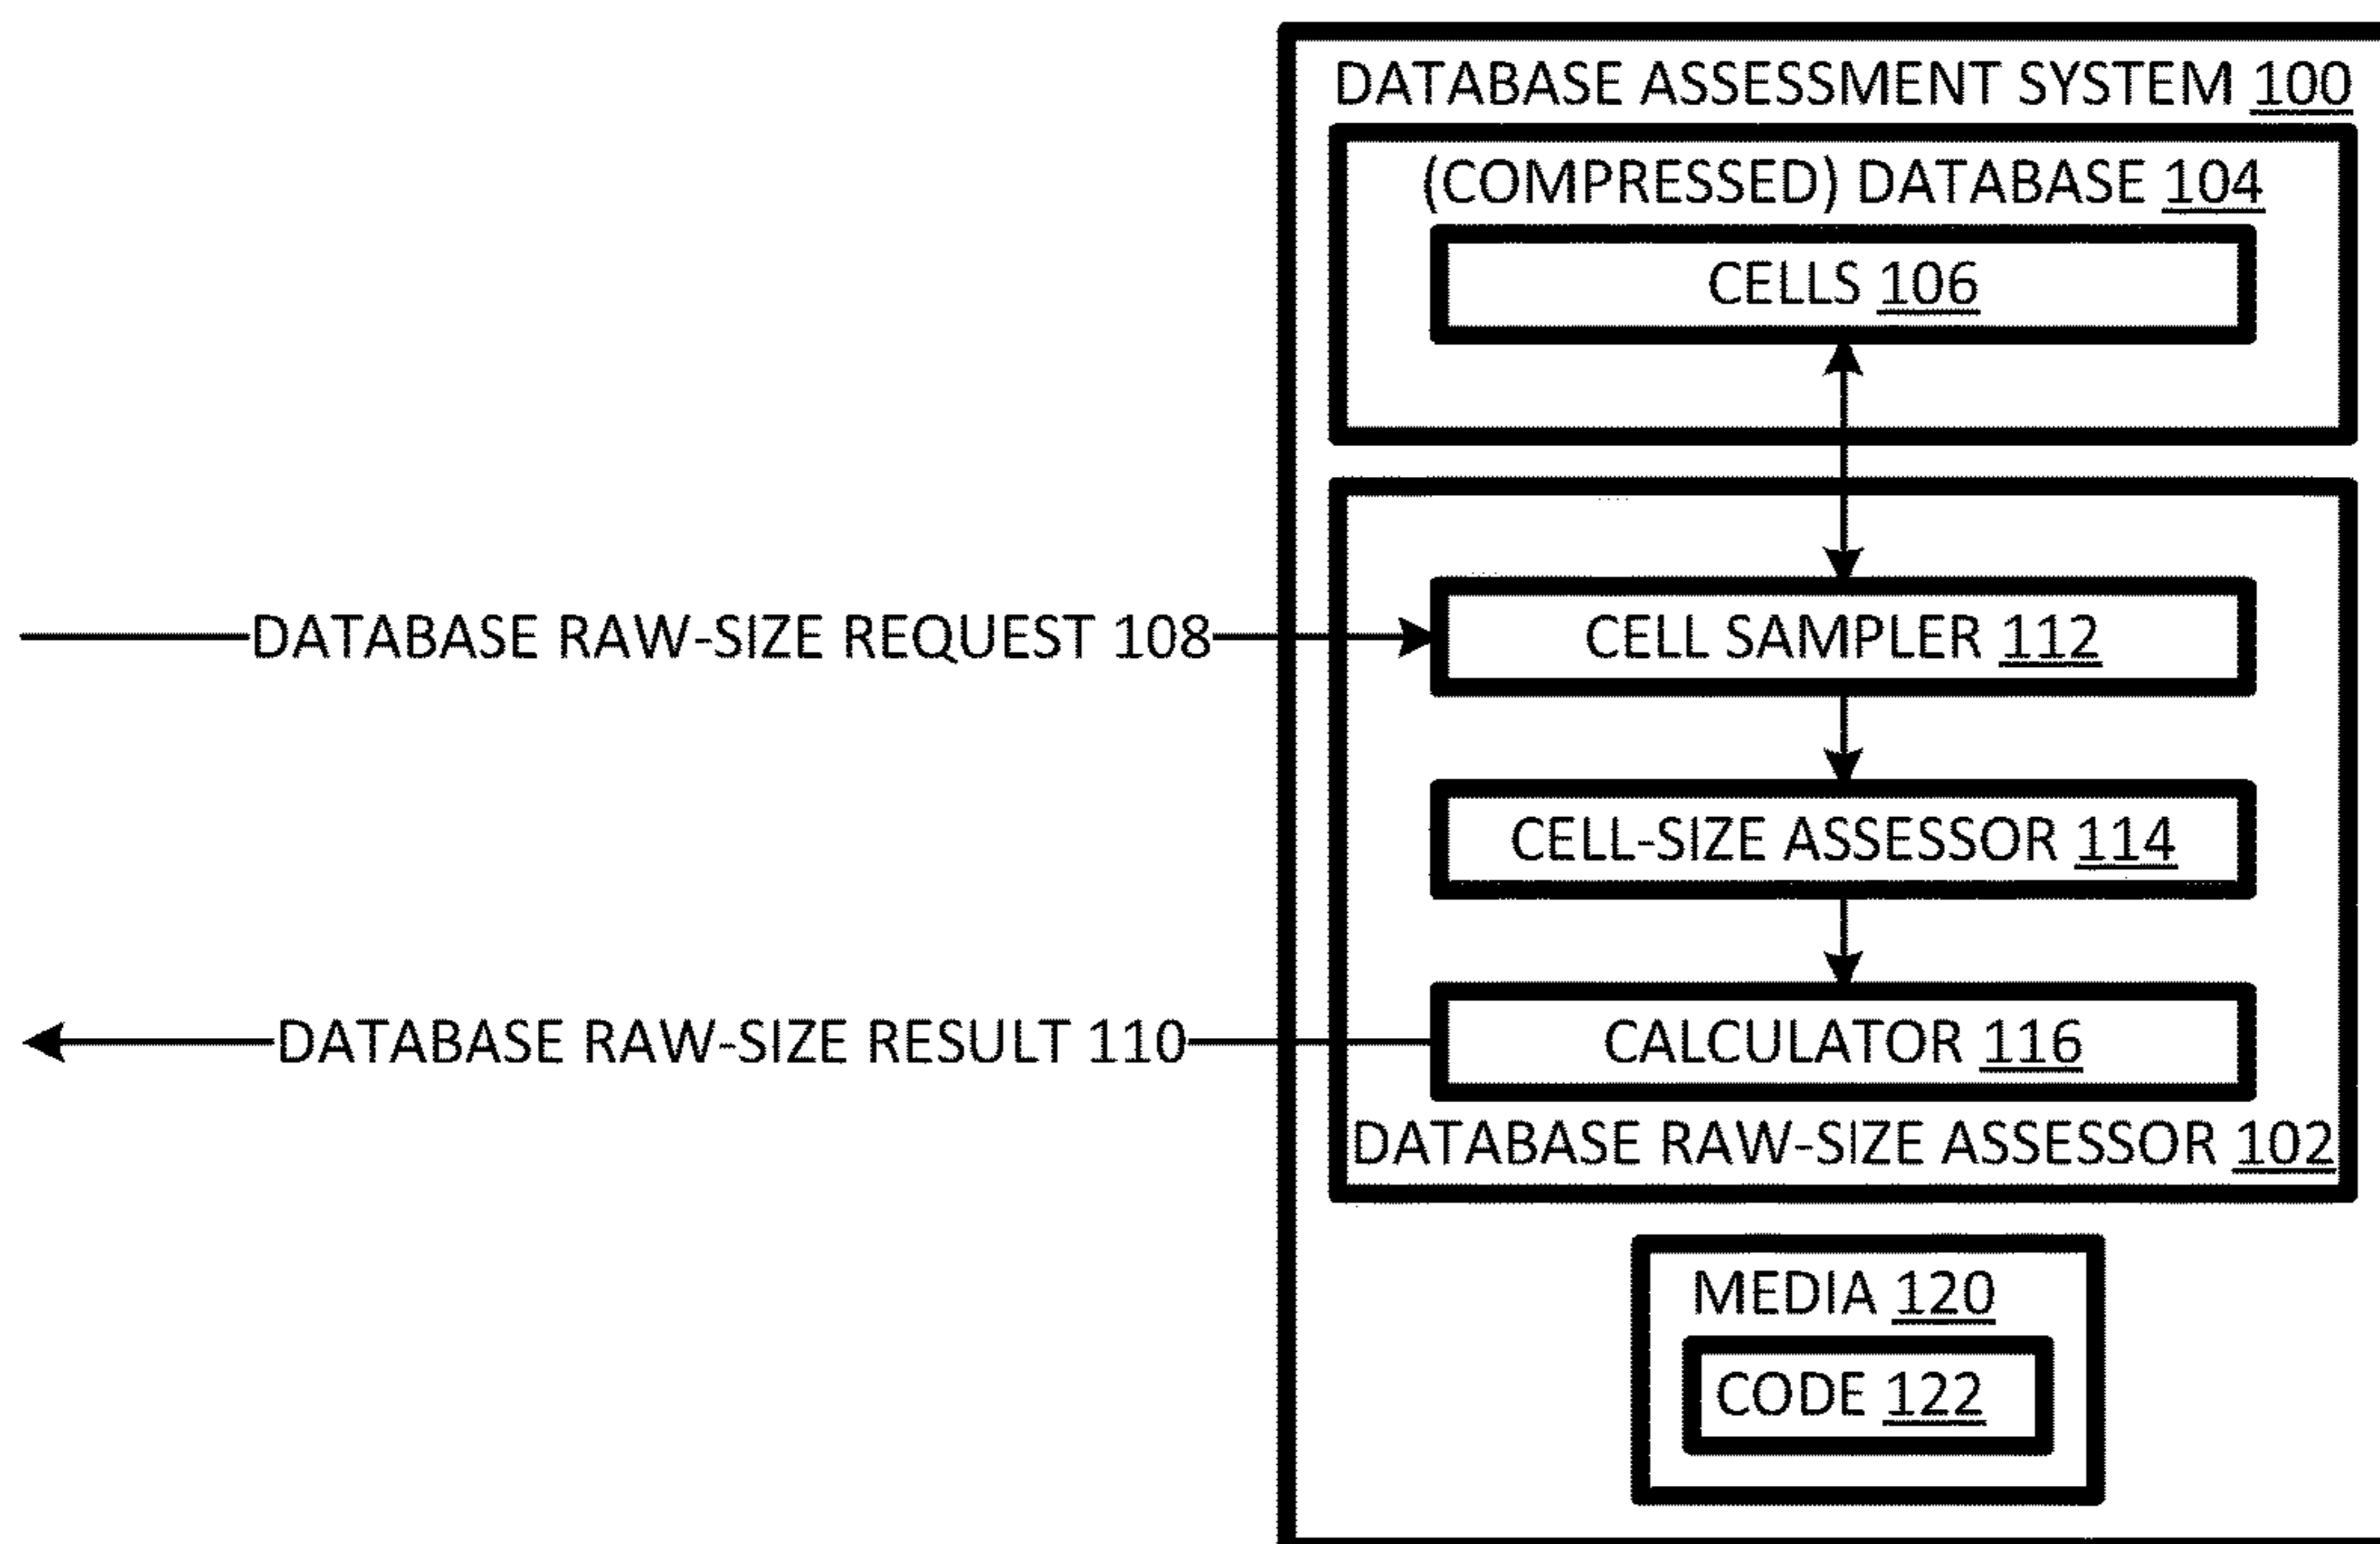 DATABASE ASSESSMENT SYSTEM 100
(COMPRESSED) DATABASE 104
CELLS 106
DATABASE RAW-SIZE REQUEST 108
CELL SAMPLER 112
CELL-SIZE ASSESSOR 114
DATABASE RAW-SIZE RESULT 110
CALCULATOR 116
DATABASE RAW-SIZE ASSESSOR 102
MEDIA 120
CODE 122